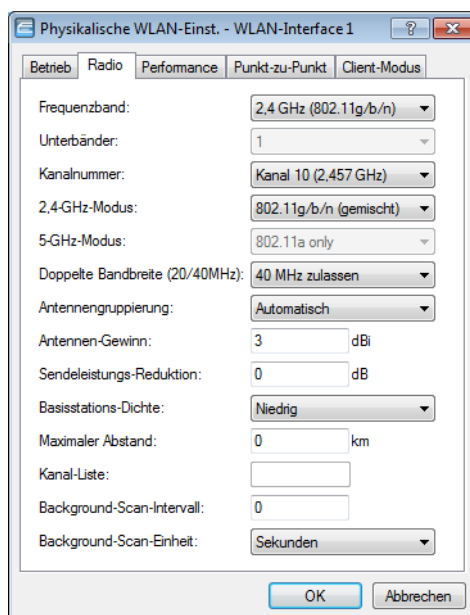 Physikalische WLAN-Einst. - WLAN-Interface 1
Betrieb Radio Performance Punkt-zu-Punkt Client-Modus
Frequenzband: 2,4 GHz (802.11g/b/n)
Unterbänder: 1
Kanalnummer: Kanal 10 (2,457 GHz)
2,4-GHz-Modus: 802.11g/b/n (gemischt)
5-GHz-Modus: 802.11a only
Doppelte Bandbreite (20/40MHz): 40 MHz zulassen
Antennengruppierung: Automatisch
Antennen-Gewinn: 3 dBi
Sendeleistungs-Reduktion: 0 dB
Basisstations-Dichte: Niedrig
Maximaler Abstand: 0 km
Kanal-Liste:
Background-Scan-Intervall: 0
Background-Scan-Einheit: Sekunden
OK Abbrechen